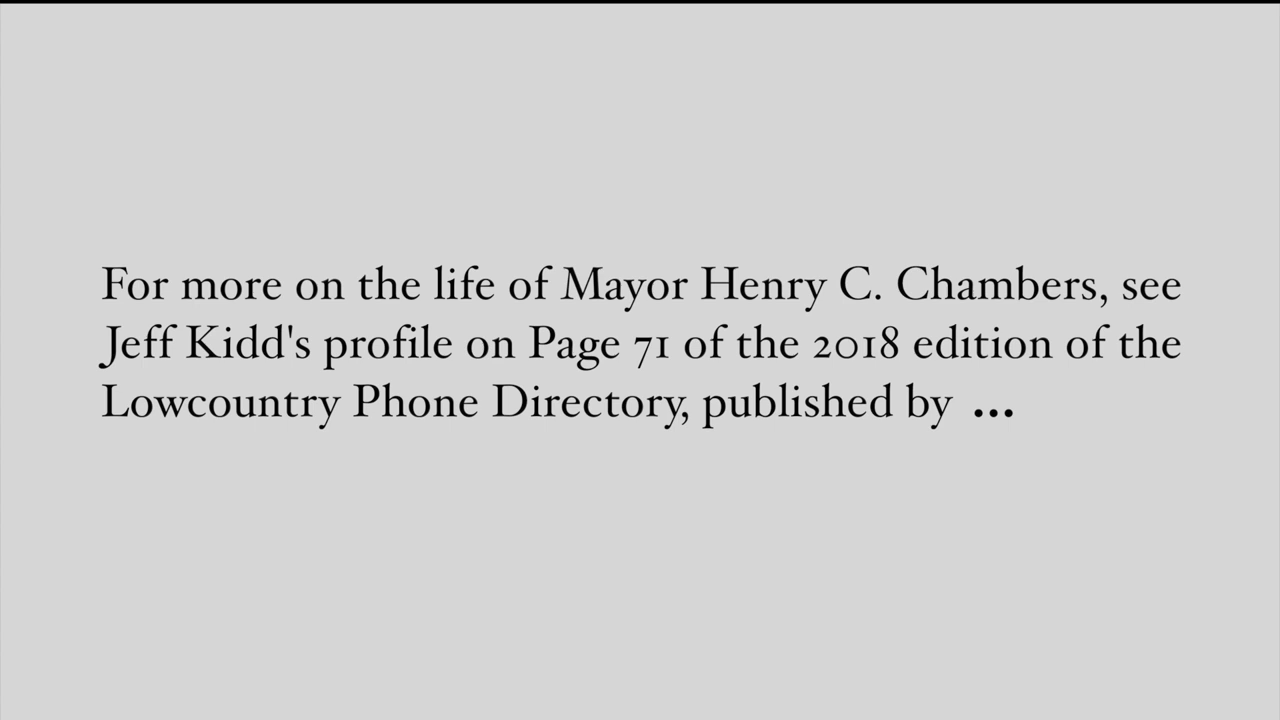 For more on the life of Mayor Henry C. Chambers, see
Jeff Kidd's profile on Page 71 of the 2018 edition of the
Lowcountry Phone Directory, published by ...